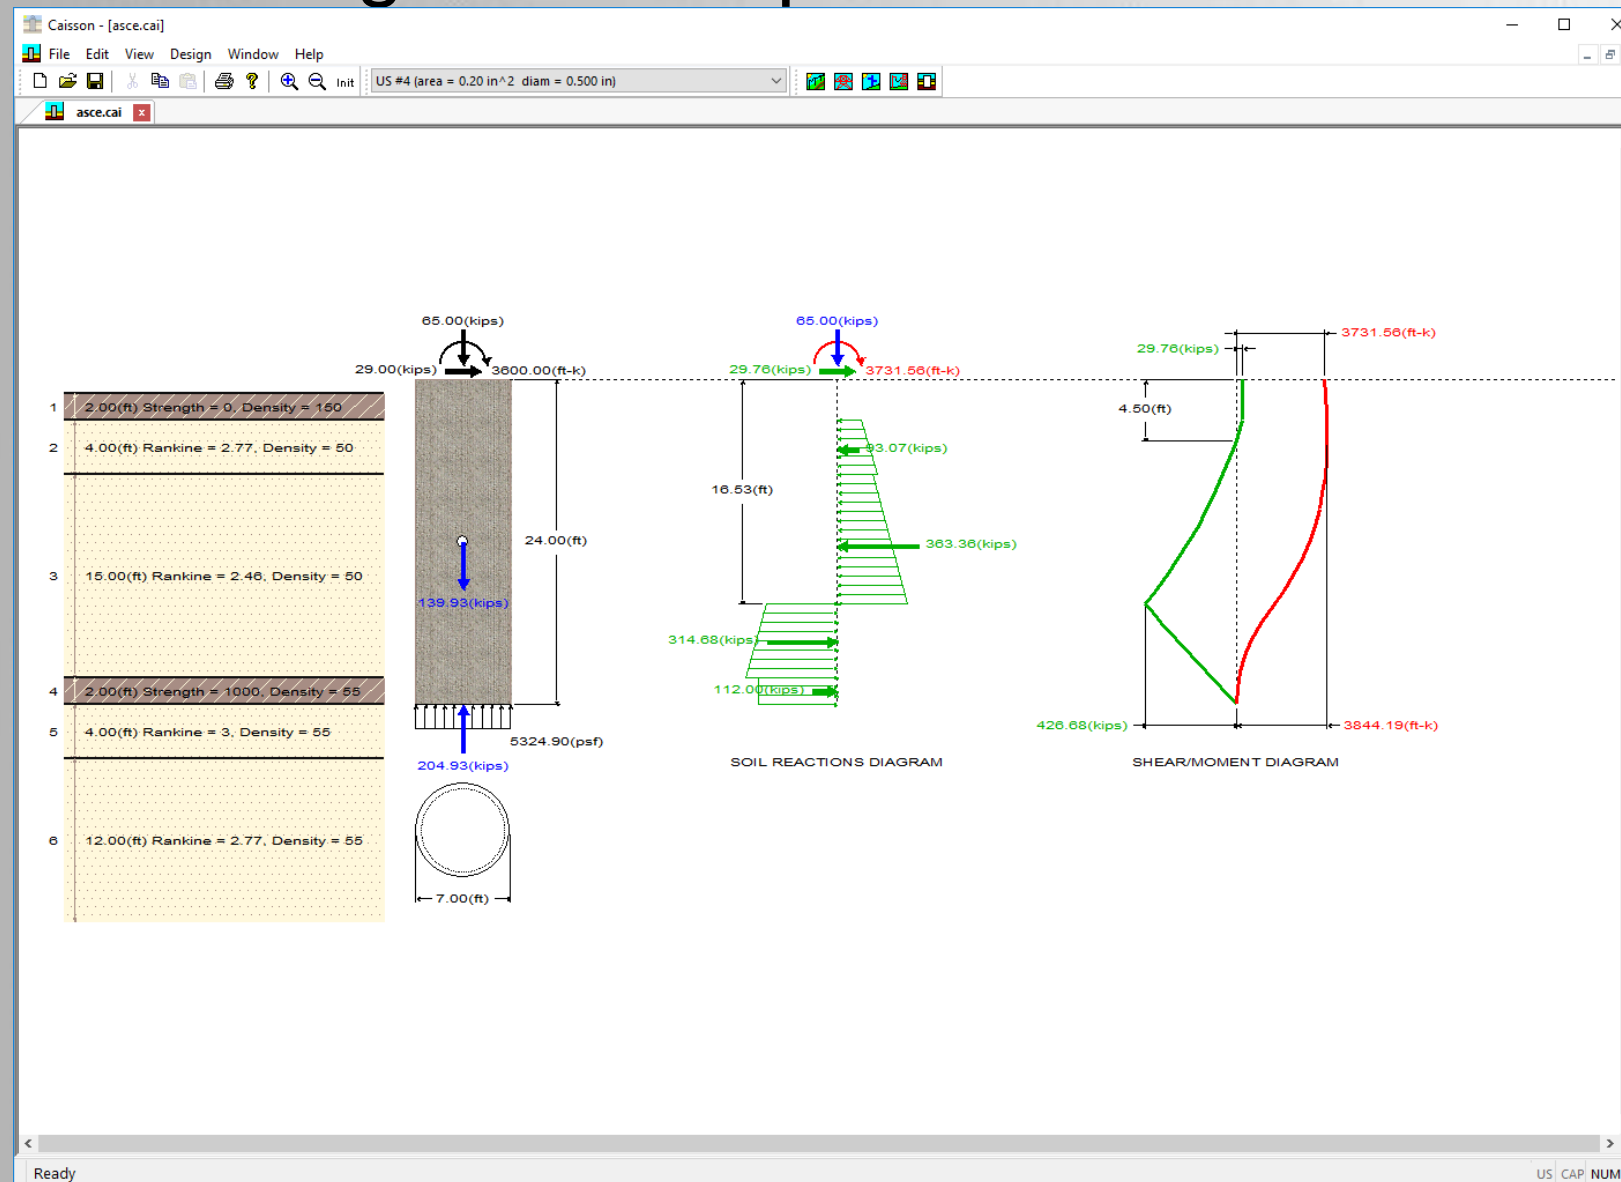 Caisson - [asce.cai]
File Edit View Design Window Help
Init US #4 (area = 0.20 in^2 diam = 0.500 in)
asce.cai
65.00(kips)
29.00(kips) 3600.00(ft-k)
1 2.00(ft) Strength = 0, Density = 150
2 4.00(ft) Rankine = 2.77, Density = 50
3 15.00(ft) Rankine = 2.46, Density = 50
4 2.00(ft) Strength = 1000, Density = 55
5 4.00(ft) Rankine = 3, Density = 55
6 12.00(ft) Rankine = 2.77, Density = 55
24.00(ft)
139.93(kips)
5324.90(psf)
204.93(kips)
7.00(ft)
65.00(kips)
29.76(kips) 3731.56(ft-k)
93.07(kips)
16.53(ft)
363.36(kips)
314.68(kips)
112.00(kips)
SOIL REACTIONS DIAGRAM
3731.56(ft-k)
29.76(kips)
4.50(ft)
426.68(kips) 3844.19(ft-k)
SHEAR/MOMENT DIAGRAM
Ready
US CAP NUM